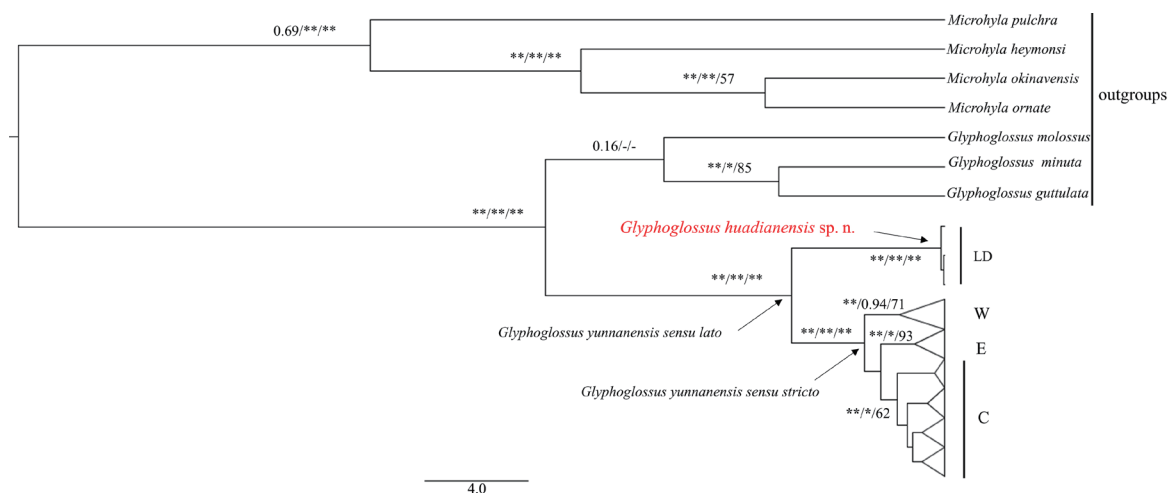 Microhyla pulchra
0.69/**/**
Microhyla heymonsi
**/**/**
Microhyla okinavensis
**/**/57
outgroups
Microhyla ornate
Glyphoglossus molossus
0.16/-/-
Glyphoglossus minuta
**/*/85
Glyphoglossus guttulata
**/**/**
Glyphoglossus huadianensis sp. n.
LD
**/**/**
**/**/**
**/0.94/71
W
Glyphoglossus yunnanensis sensu lato
**/**/**
**/*/93
E
Glyphoglossus yunnanensis sensu stricto
**/*/62
C
4.0